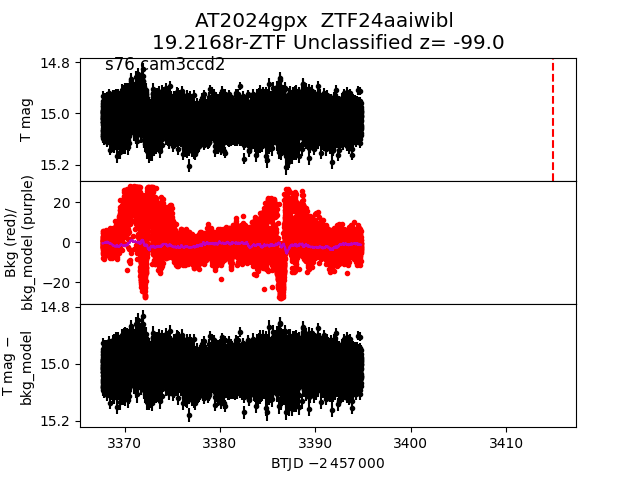 AT2024gpx  ZTF24aaiwibl
19.2168r-ZTF Unclassified z= -99.0
s76 cam3ccd2
14.8
15.0
15.2
T mag
20
0
−20
Bkg (red)/
bkg_model (purple)
14.8
15.0
15.2
T mag −
bkg_model
3370 3380 3390 3400 3410
BTJD −2 457 000